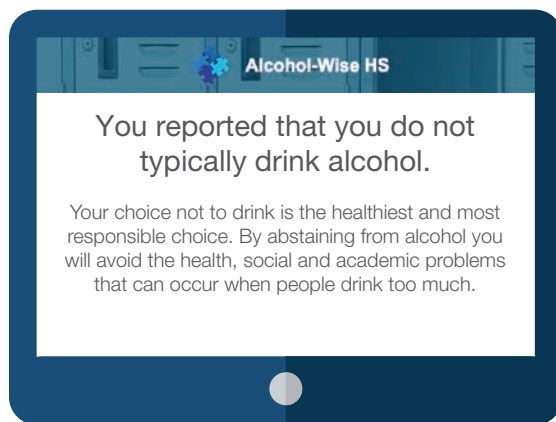 Alcohol-Wise HS
You reported that you do not
typically drink alcohol.
Your choice not to drink is the healthiest and most
responsible choice. By abstaining from alcohol you
will avoid the health, social and academic problems
that can occur when people drink too much.